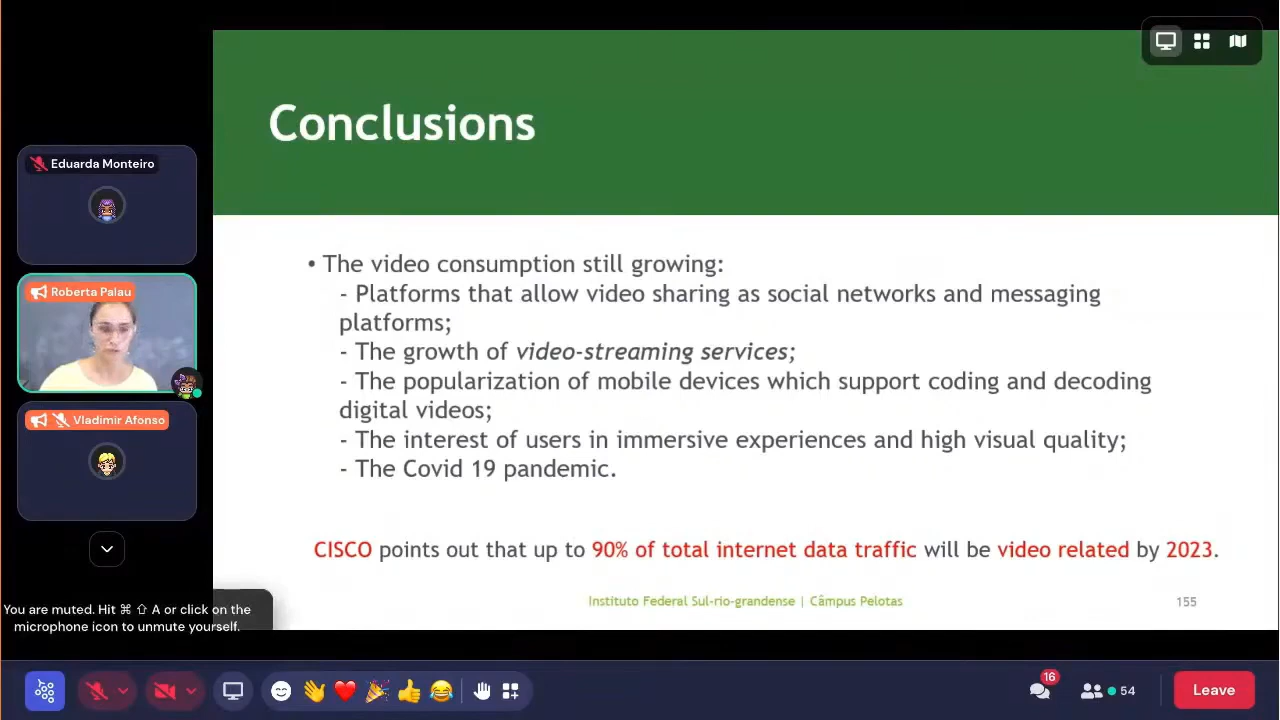 Conclusions
Eduarda Monteiro
Roberta Palau
Vladimir Afonso
• The video consumption still growing:
- Platforms that allow video sharing as social networks and messaging
platforms;
- The growth of video-streaming services;
- The popularization of mobile devices which support coding and decoding
digital videos;
- The interest of users in immersive experiences and high visual quality;
- The Covid 19 pandemic.
CISCO points out that up to 90% of total internet data traffic will be video related by 2023.
Instituto Federal Sul-rio-grandense | Câmpus Pelotas
155
You are muted. Hit ⌘ ⇧ A or click on the
microphone icon to unmute yourself.
16
54
Leave